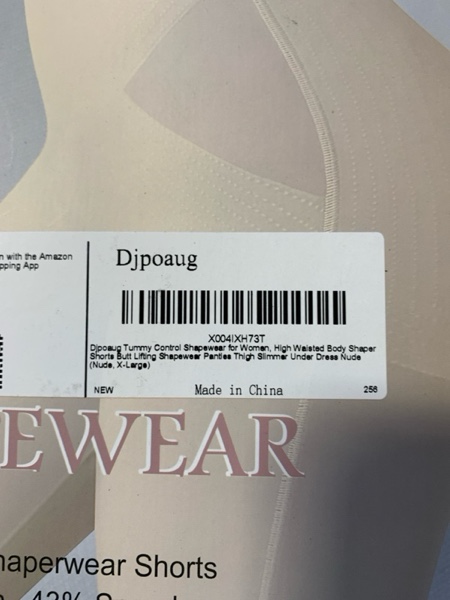 n with the Amazon
pping App
Djpoaug
X004IXH73T
Djpoaug Tummy Control Shapewear for Women, High Waisted Body Shaper
Shorts Butt Lifting Shapewear Panties Thigh Slimmer Under Dress Nude
(Nude, X-Large)
NEW
Made in China
256
EWEAR
haperwear Shorts